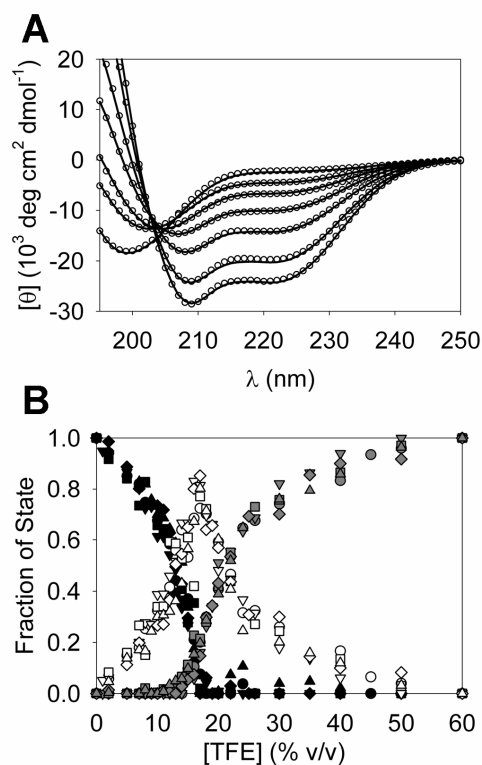 A
20
10
0
-10
-20
-30
[θ] (10³ deg cm² dmol⁻¹)
200 210 220 230 240 250
λ (nm)
B
1.0
0.8
0.6
0.4
0.2
0.0
Fraction of State
0 10 20 30 40 50 60
[TFE] (% v/v)